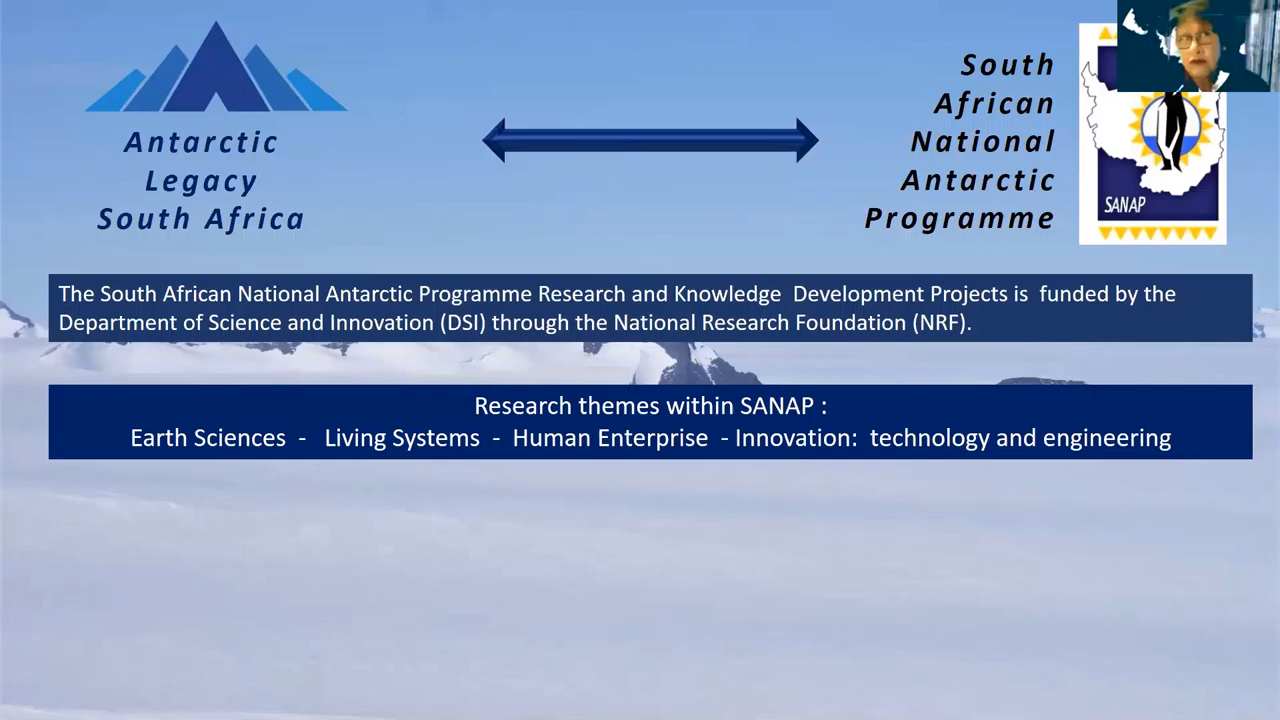 Antarctic
Legacy
South Africa
South
African
National
Antarctic
Programme
SANAP
The South African National Antarctic Programme Research and Knowledge Development Projects is funded by the
Department of Science and Innovation (DSI) through the National Research Foundation (NRF).
Research themes within SANAP :
Earth Sciences - Living Systems - Human Enterprise - Innovation: technology and engineering